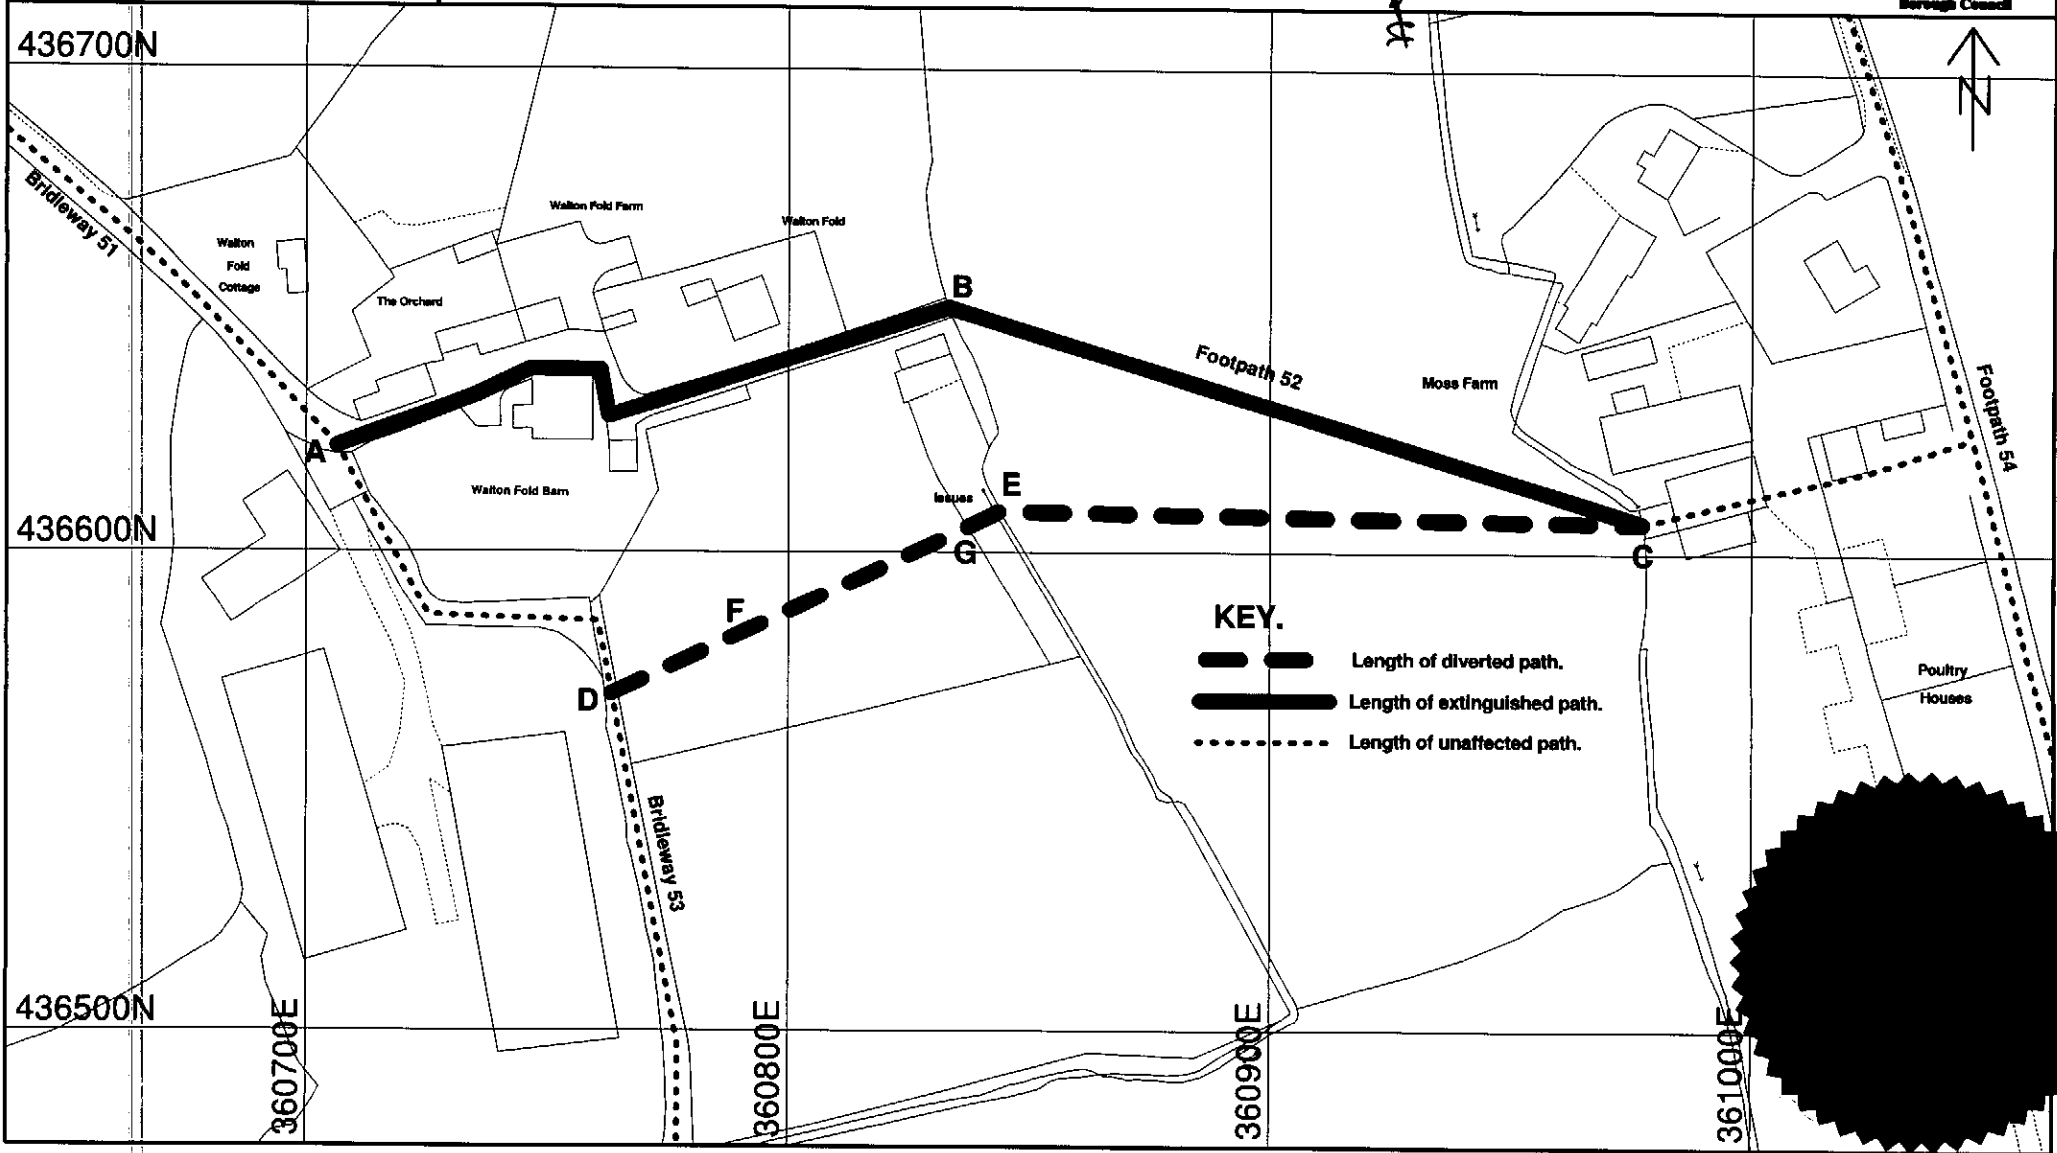 Borough Council
436700N
N
Bridleway 51
Walton
Fold
Cottage
Walton Fold Farm
Walton Fold
The Orchard
B
Footpath 52
Moss Farm
Footpath 54
A
Walton Fold Barn
Issues
E
436600N
G
C
F
D
KEY.
Length of diverted path.
Length of extinguished path.
Length of unaffected path.
Poultry
Houses
Bridleway 53
436500N
360700E
360800E
360900E
361000E